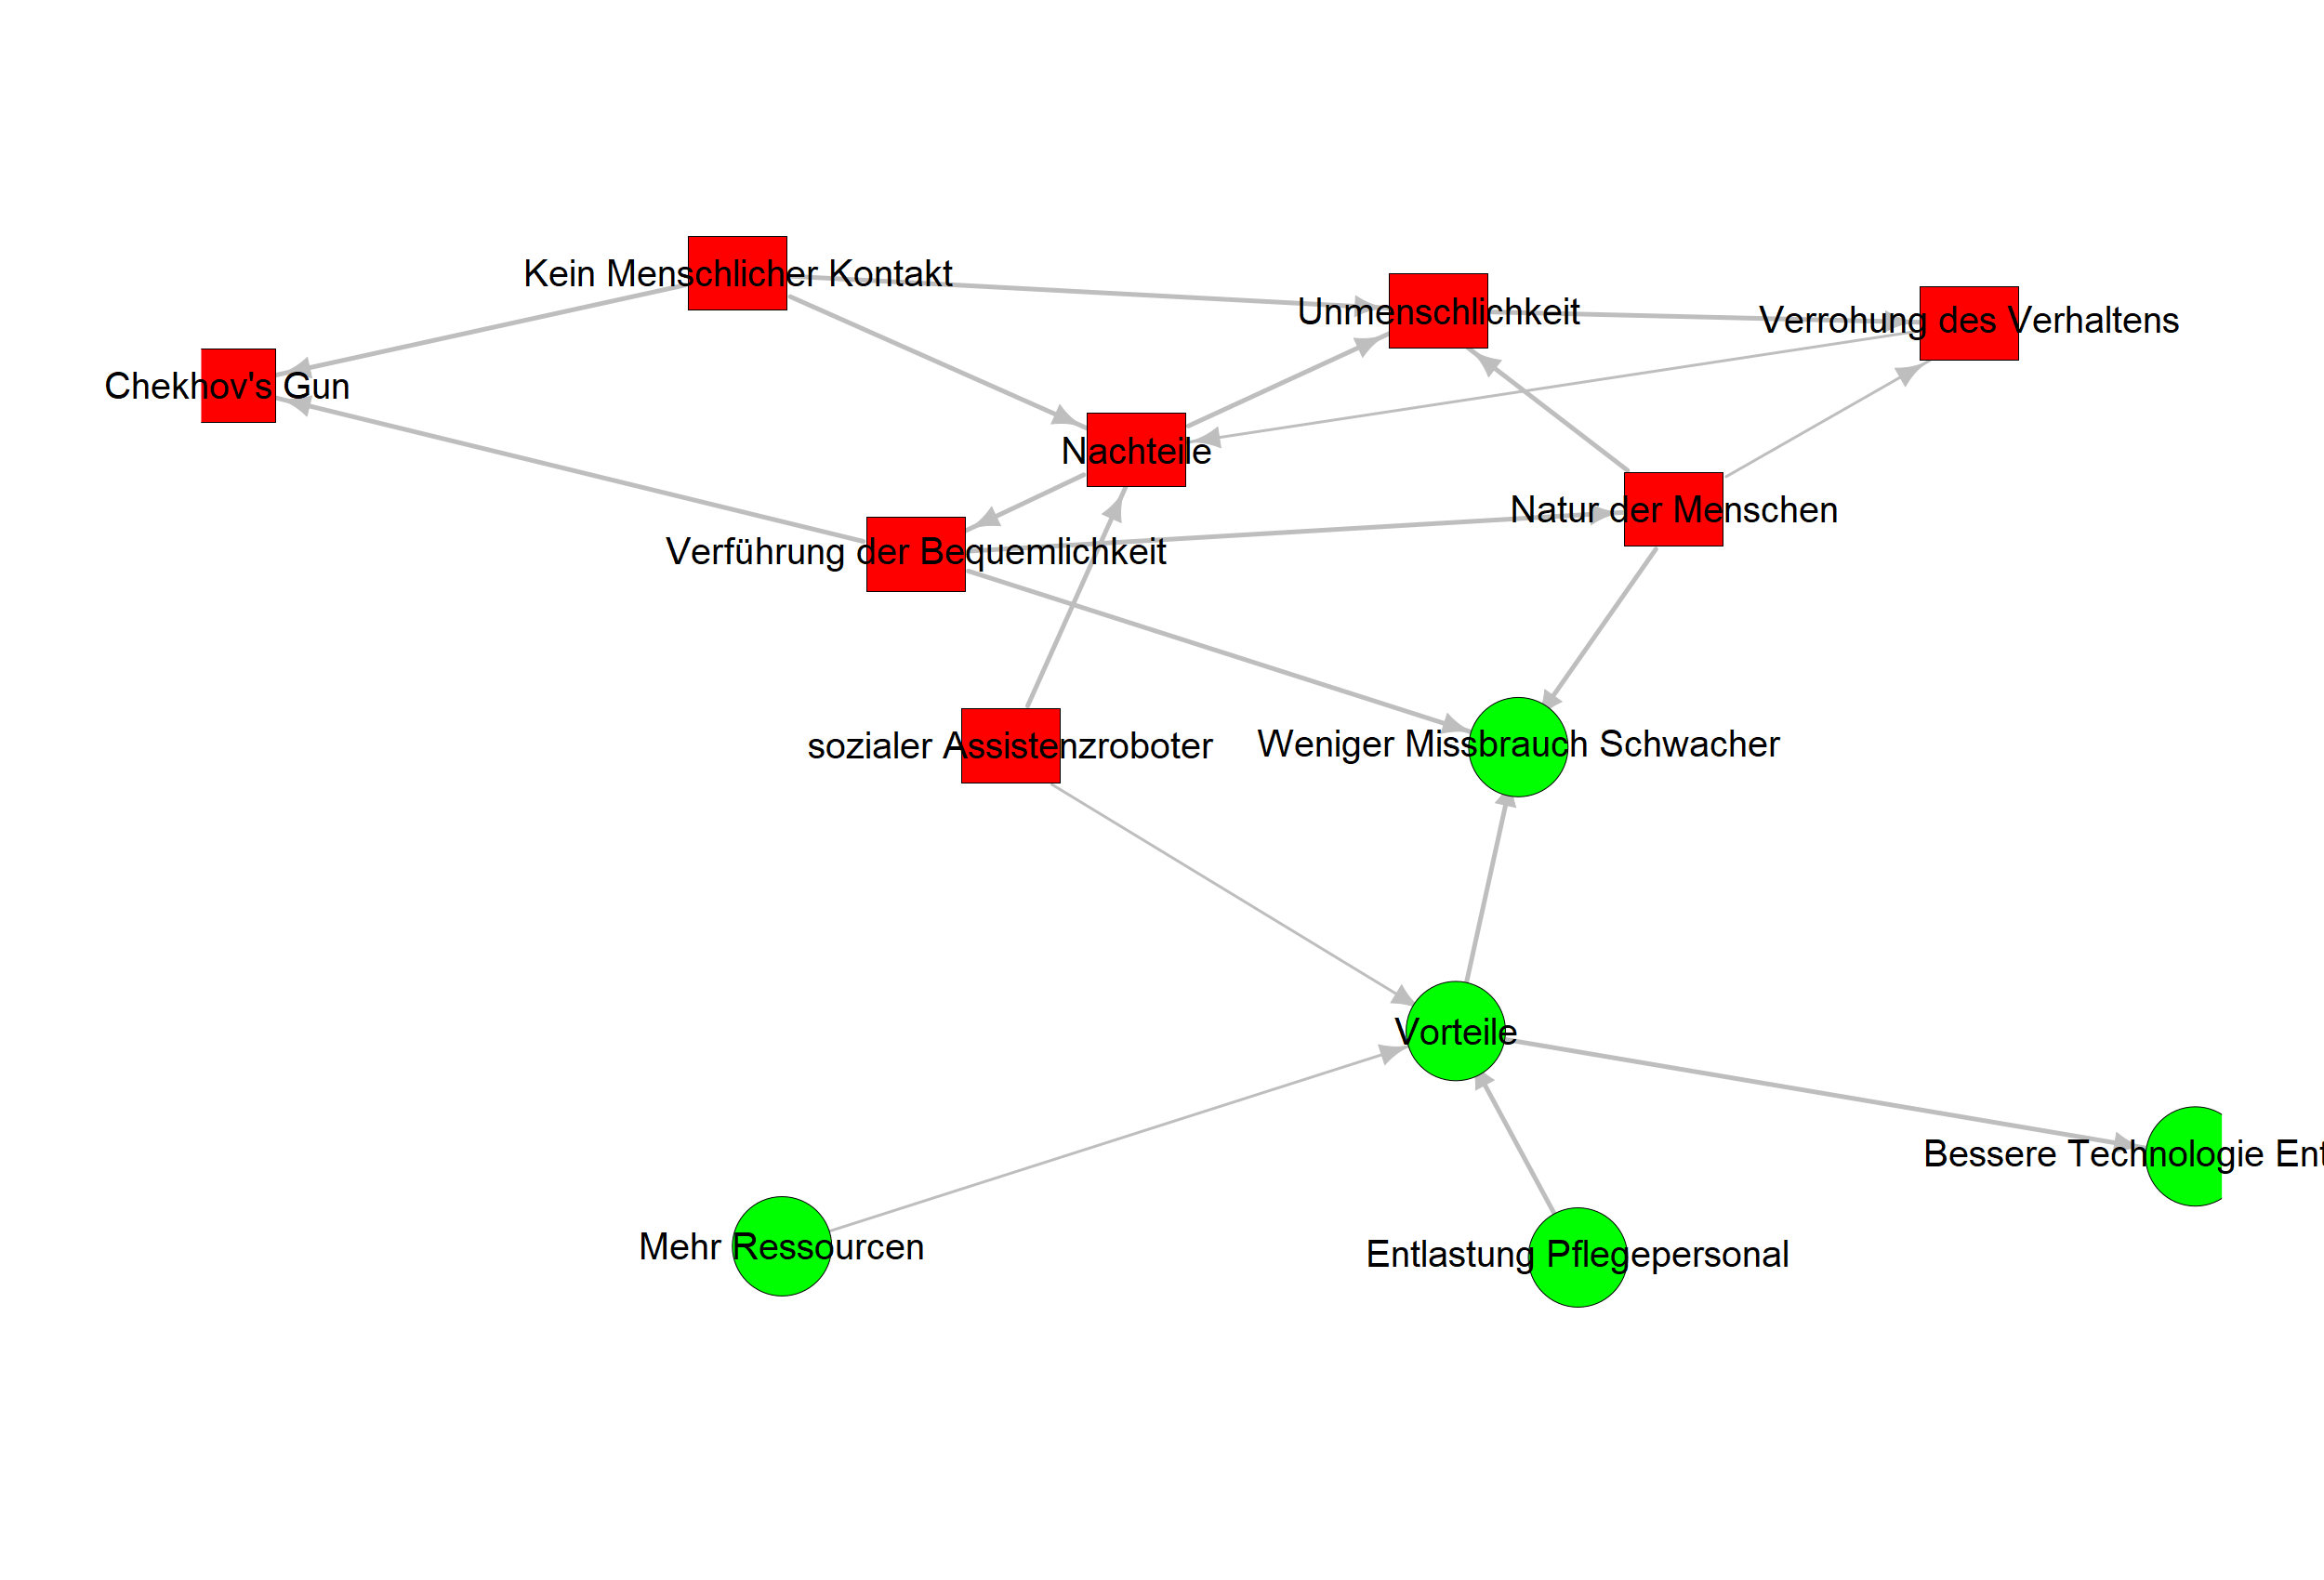 Kein Menschlicher Kontakt
Unmenschlichkeit
Verrohung des Verhaltens
Chekhov's Gun
Nachteile
Natur der Menschen
Verführung der Bequemlichkeit
sozialer Assistenzroboter
Weniger Missbrauch Schwacher
Vorteile
Bessere Technologie Ent
Mehr Ressourcen
Entlastung Pflegepersonal